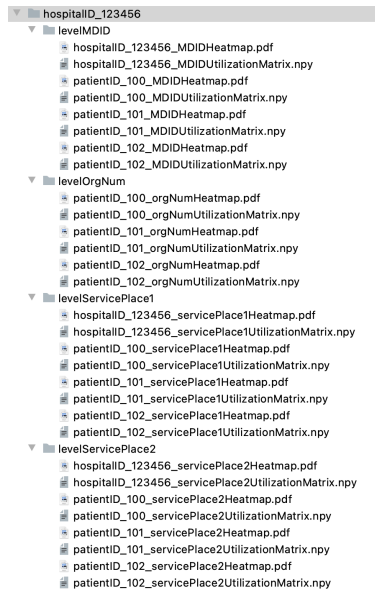 hospitalID_123456
levelMDID
hospitalID_123456_MDIDHeatmap.pdf
hospitalID_123456_MDIDUtilizationMatrix.npy
patientID_100_MDIDHeatmap.pdf
patientID_100_MDIDUtilizationMatrix.npy
patientID_101_MDIDHeatmap.pdf
patientID_101_MDIDUtilizationMatrix.npy
patientID_102_MDIDHeatmap.pdf
patientID_102_MDIDUtilizationMatrix.npy
levelOrgNum
patientID_100_orgNumHeatmap.pdf
patientID_100_orgNumUtilizationMatrix.npy
patientID_101_orgNumHeatmap.pdf
patientID_101_orgNumUtilizationMatrix.npy
patientID_102_orgNumHeatmap.pdf
patientID_102_orgNumUtilizationMatrix.npy
levelServicePlace1
hospitalID_123456_servicePlace1Heatmap.pdf
hospitalID_123456_servicePlace1UtilizationMatrix.npy
patientID_100_servicePlace1Heatmap.pdf
patientID_100_servicePlace1UtilizationMatrix.npy
patientID_101_servicePlace1Heatmap.pdf
patientID_101_servicePlace1UtilizationMatrix.npy
patientID_102_servicePlace1Heatmap.pdf
patientID_102_servicePlace1UtilizationMatrix.npy
levelServicePlace2
hospitalID_123456_servicePlace2Heatmap.pdf
hospitalID_123456_servicePlace2UtilizationMatrix.npy
patientID_100_servicePlace2Heatmap.pdf
patientID_100_servicePlace2UtilizationMatrix.npy
patientID_101_servicePlace2Heatmap.pdf
patientID_101_servicePlace2UtilizationMatrix.npy
patientID_102_servicePlace2Heatmap.pdf
patientID_102_servicePlace2UtilizationMatrix.npy